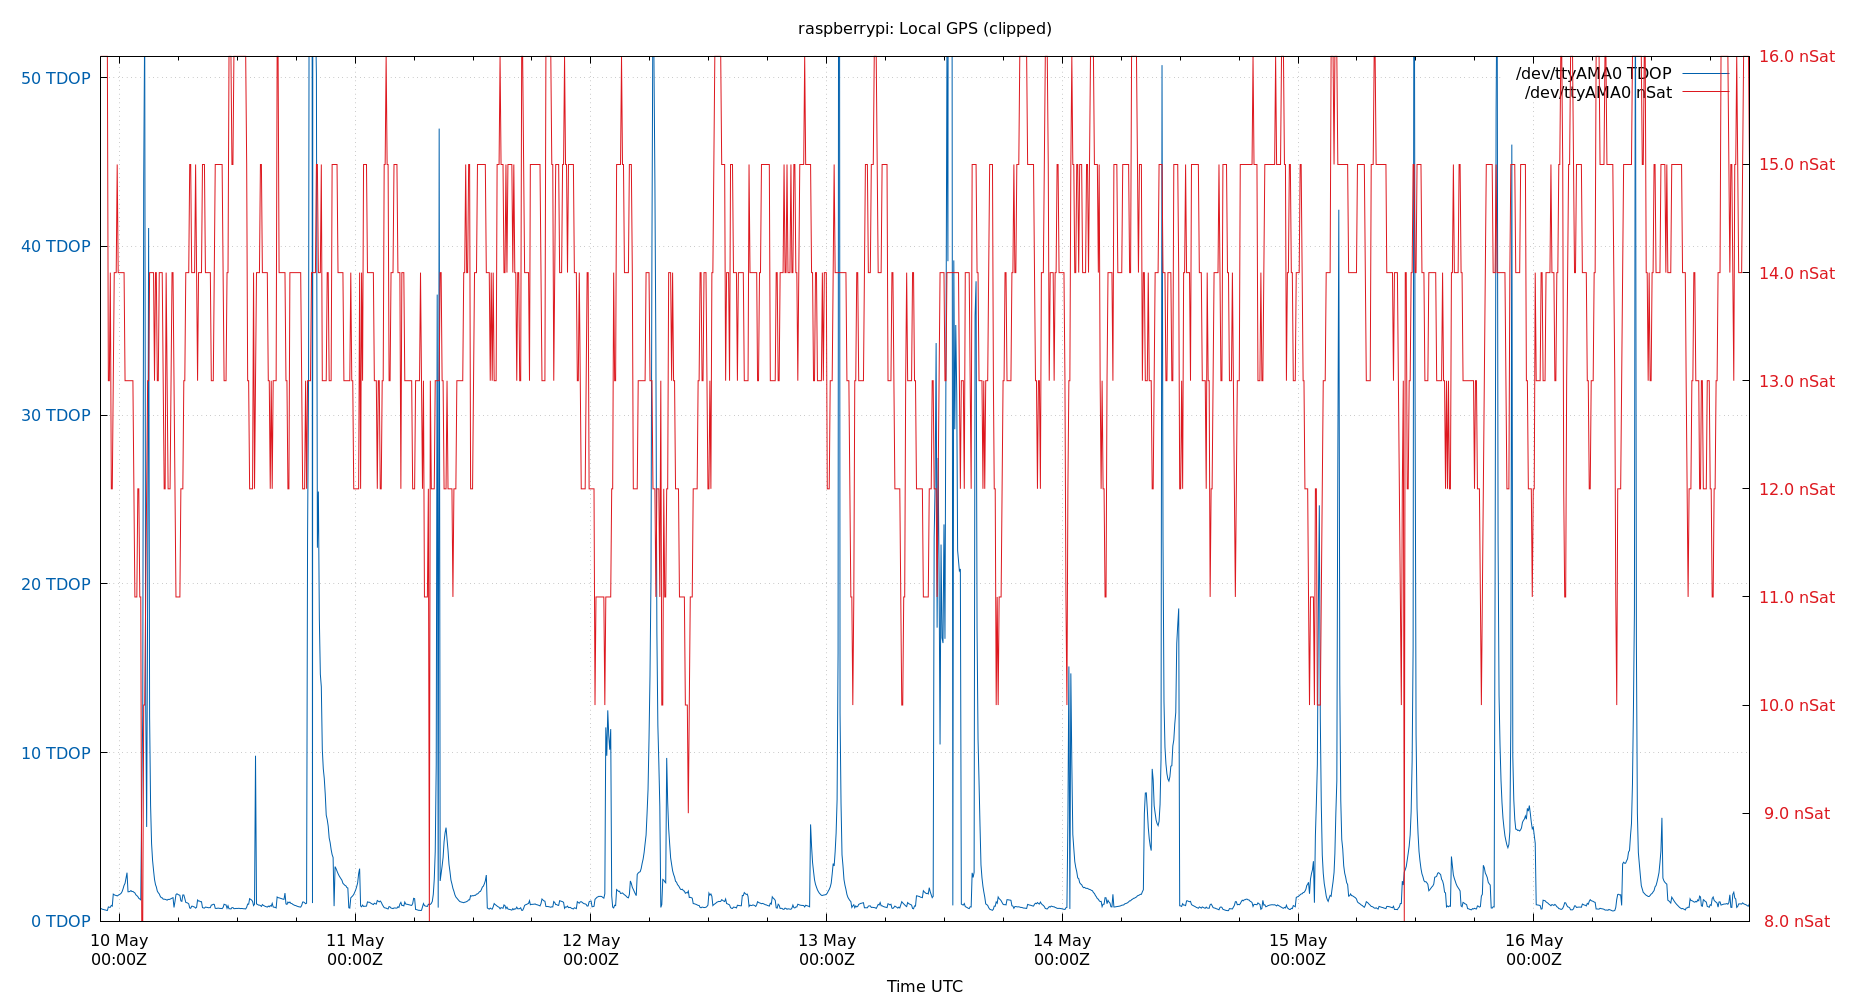 raspberrypi: Local GPS (clipped)
/dev/ttyAMA0 TDOP
/dev/ttyAMA0 nSat
50 TDOP
40 TDOP
30 TDOP
20 TDOP
10 TDOP
0 TDOP
16.0 nSat
15.0 nSat
14.0 nSat
13.0 nSat
12.0 nSat
11.0 nSat
10.0 nSat
9.0 nSat
8.0 nSat
10 May
00:00Z
11 May
00:00Z
12 May
00:00Z
13 May
00:00Z
14 May
00:00Z
15 May
00:00Z
16 May
00:00Z
Time UTC